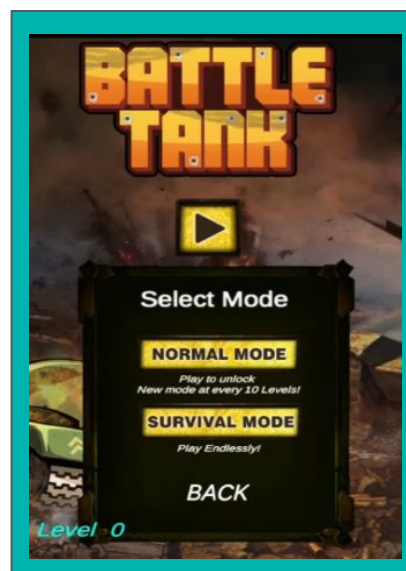 BATTLE
TANK
Select Mode
NORMAL MODE
Play to unlock
New mode at every 10 Levels!
SURVIVAL MODE
Play Endlessly!
BACK
Level 0